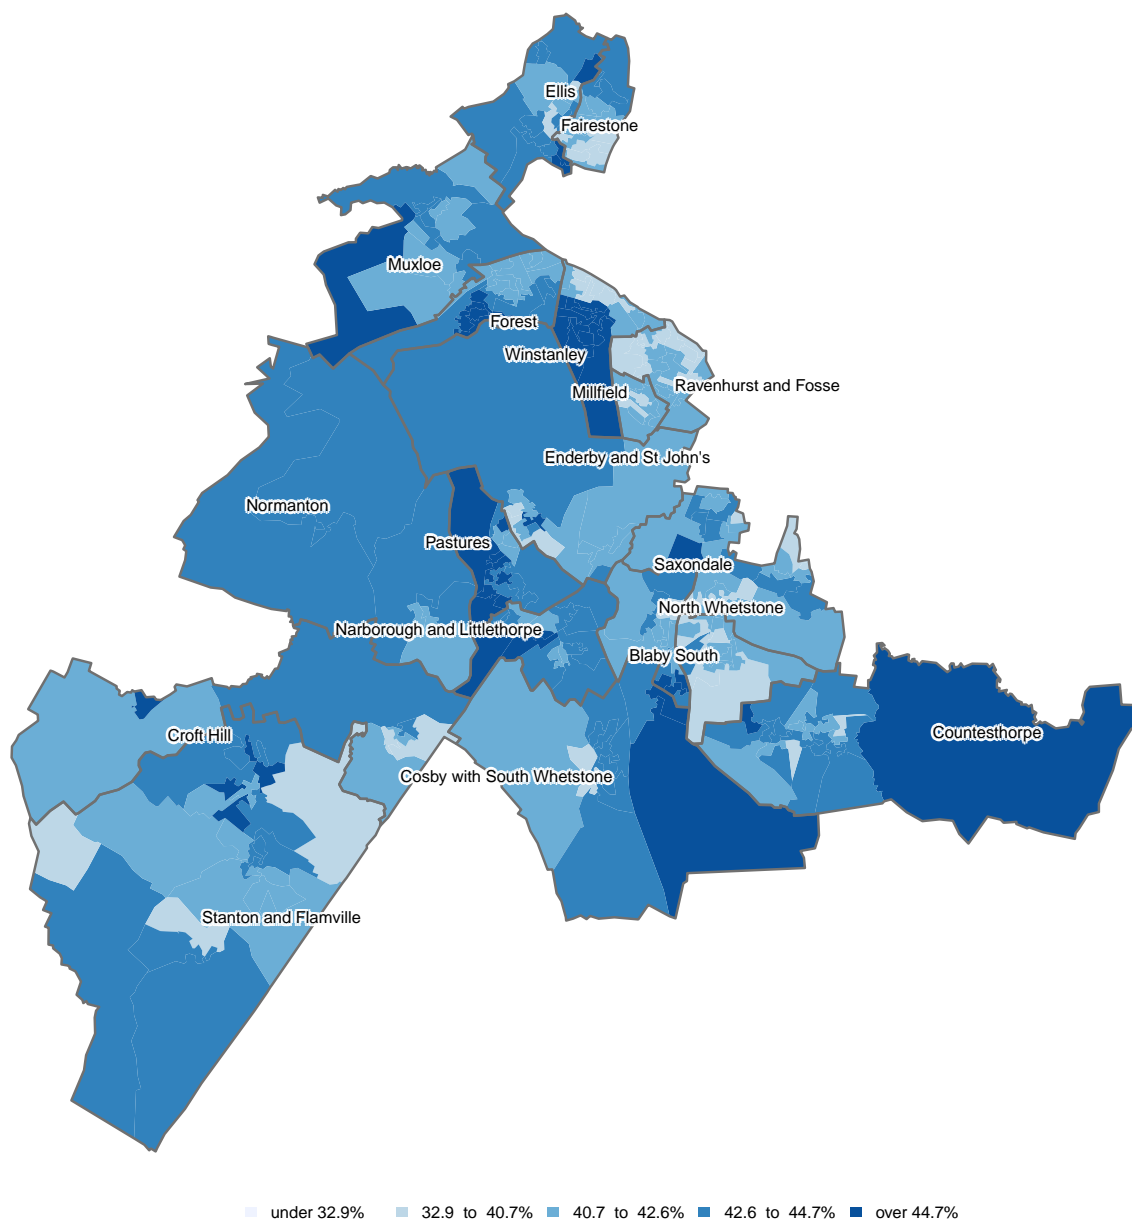 Ellis
Fairestone
Muxloe
Forest
Winstanley
Ravenhurst and Fosse
Millfield
Enderby and St John's
Normanton
Pastures
Saxondale
North Whetstone
Narborough and Littlethorpe
Blaby South
Croft Hill
Countesthorpe
Cosby with South Whetstone
Stanton and Flamville
under 32.9% 32.9 to 40.7% 40.7 to 42.6% 42.6 to 44.7% over 44.7%